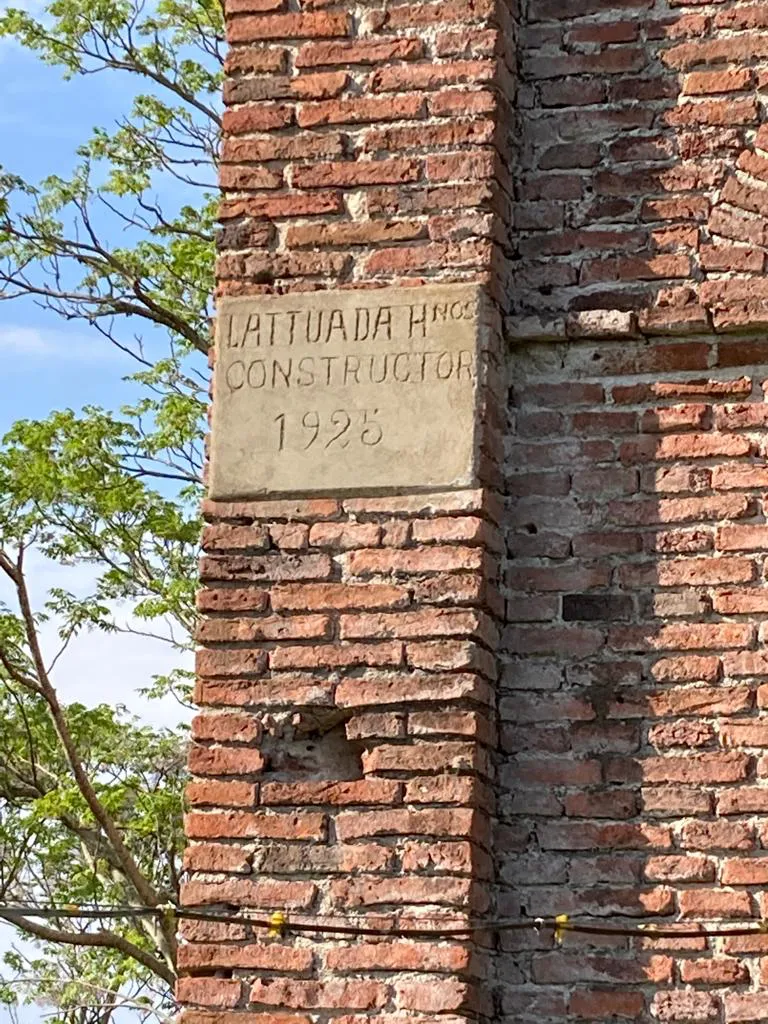 LATTUADA Hnos
CONSTRUCTOR
1925